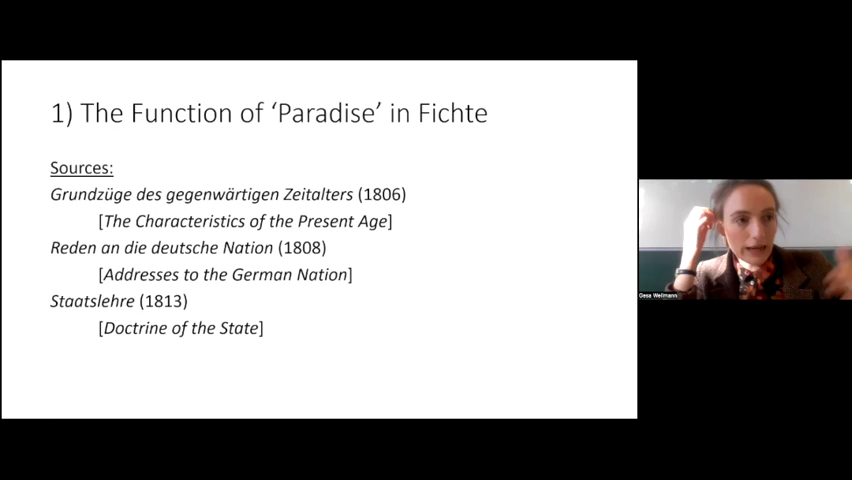 1) The Function of ‘Paradise’ in Fichte
Sources:
Grundzüge des gegenwärtigen Zeitalters (1806)
[The Characteristics of the Present Age]
Reden an die deutsche Nation (1808)
[Addresses to the German Nation]
Staatslehre (1813)
[Doctrine of the State]
Gesa Wellmann